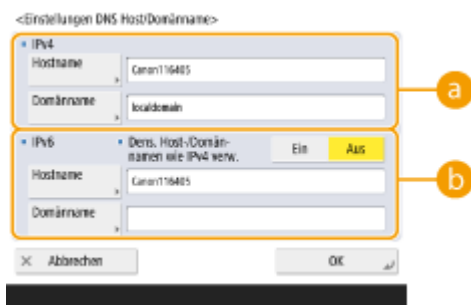 <Einstellungen DNS Host/Domänname>
IPv4
Hostname
Canon116405
Domänname
localdomain
a
IPv6
Dens. Host-/Domän-
namen wie IPv4 verw.
Ein
Aus
Hostname
Canon116405
b
Domänname
Abbrechen
OK